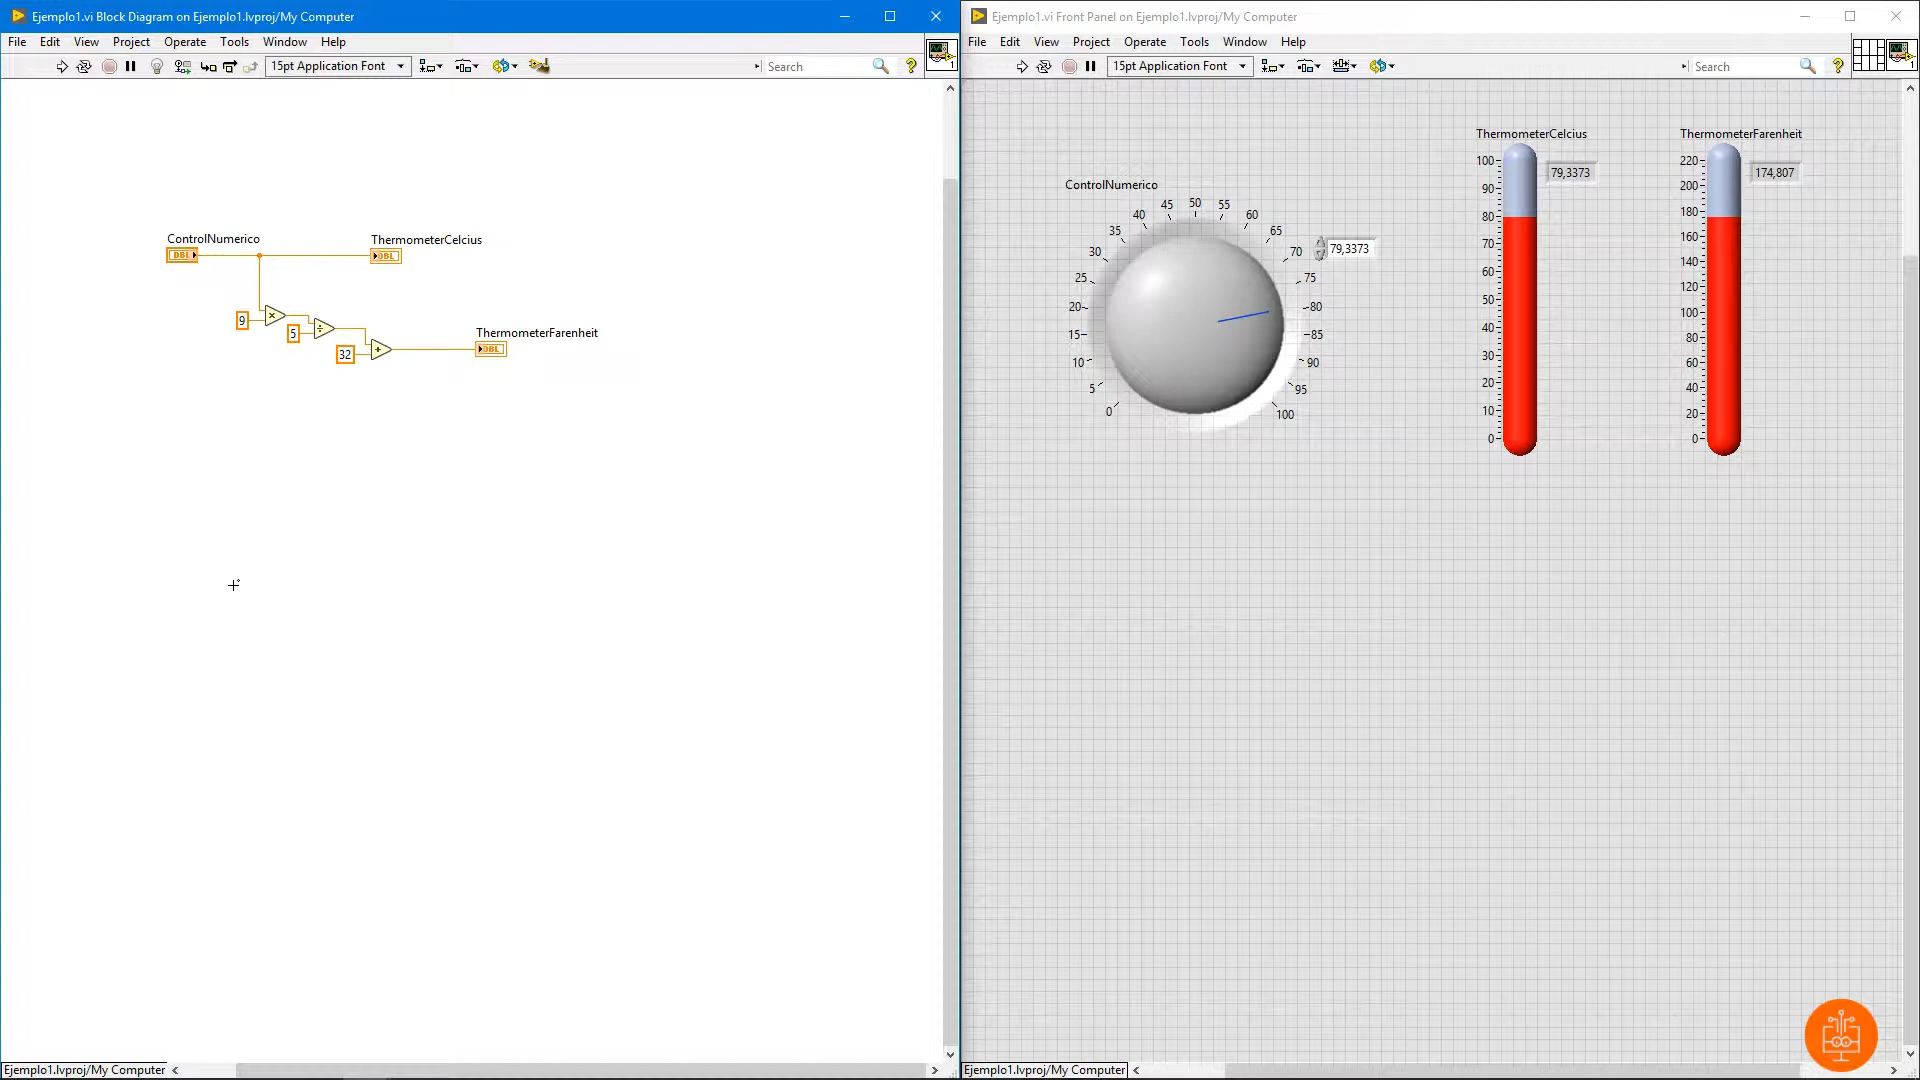 Ejemplo1.vi Block Diagram on Ejemplo1.lvproj/My Computer
File Edit View Project Operate Tools Window Help
15pt Application Font
Search
ControlNumerico
DBL
ThermometerCelcius
DBL
9
×
5
÷
32
+
ThermometerFarenheit
DBL
Ejemplo1.lvproj/My Computer
Ejemplo1.vi Front Panel on Ejemplo1.lvproj/My Computer
File Edit View Project Operate Tools Window Help
15pt Application Font
Search
1
1
ControlNumerico
0
5
10
15
20
25
30
35
40
45
50
55
60
65
70
75
80
85
90
95
100
79,3373
ThermometerCelcius
100
90
80
70
60
50
40
30
20
10
0
79,3373
ThermometerFarenheit
220
200
180
160
140
120
100
80
60
40
20
0
174,807
Ejemplo1.lvproj/My Computer